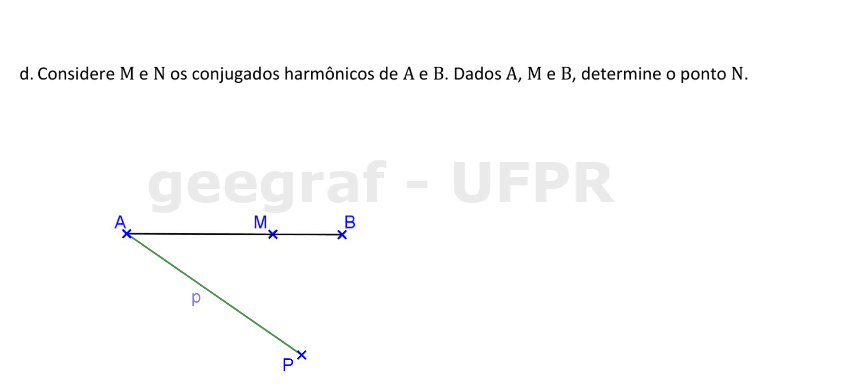 d. Considere M e N os conjugados harmônicos de A e B. Dados A, M e B, determine o ponto N.
geegraf - UFPR
A M B
p
P